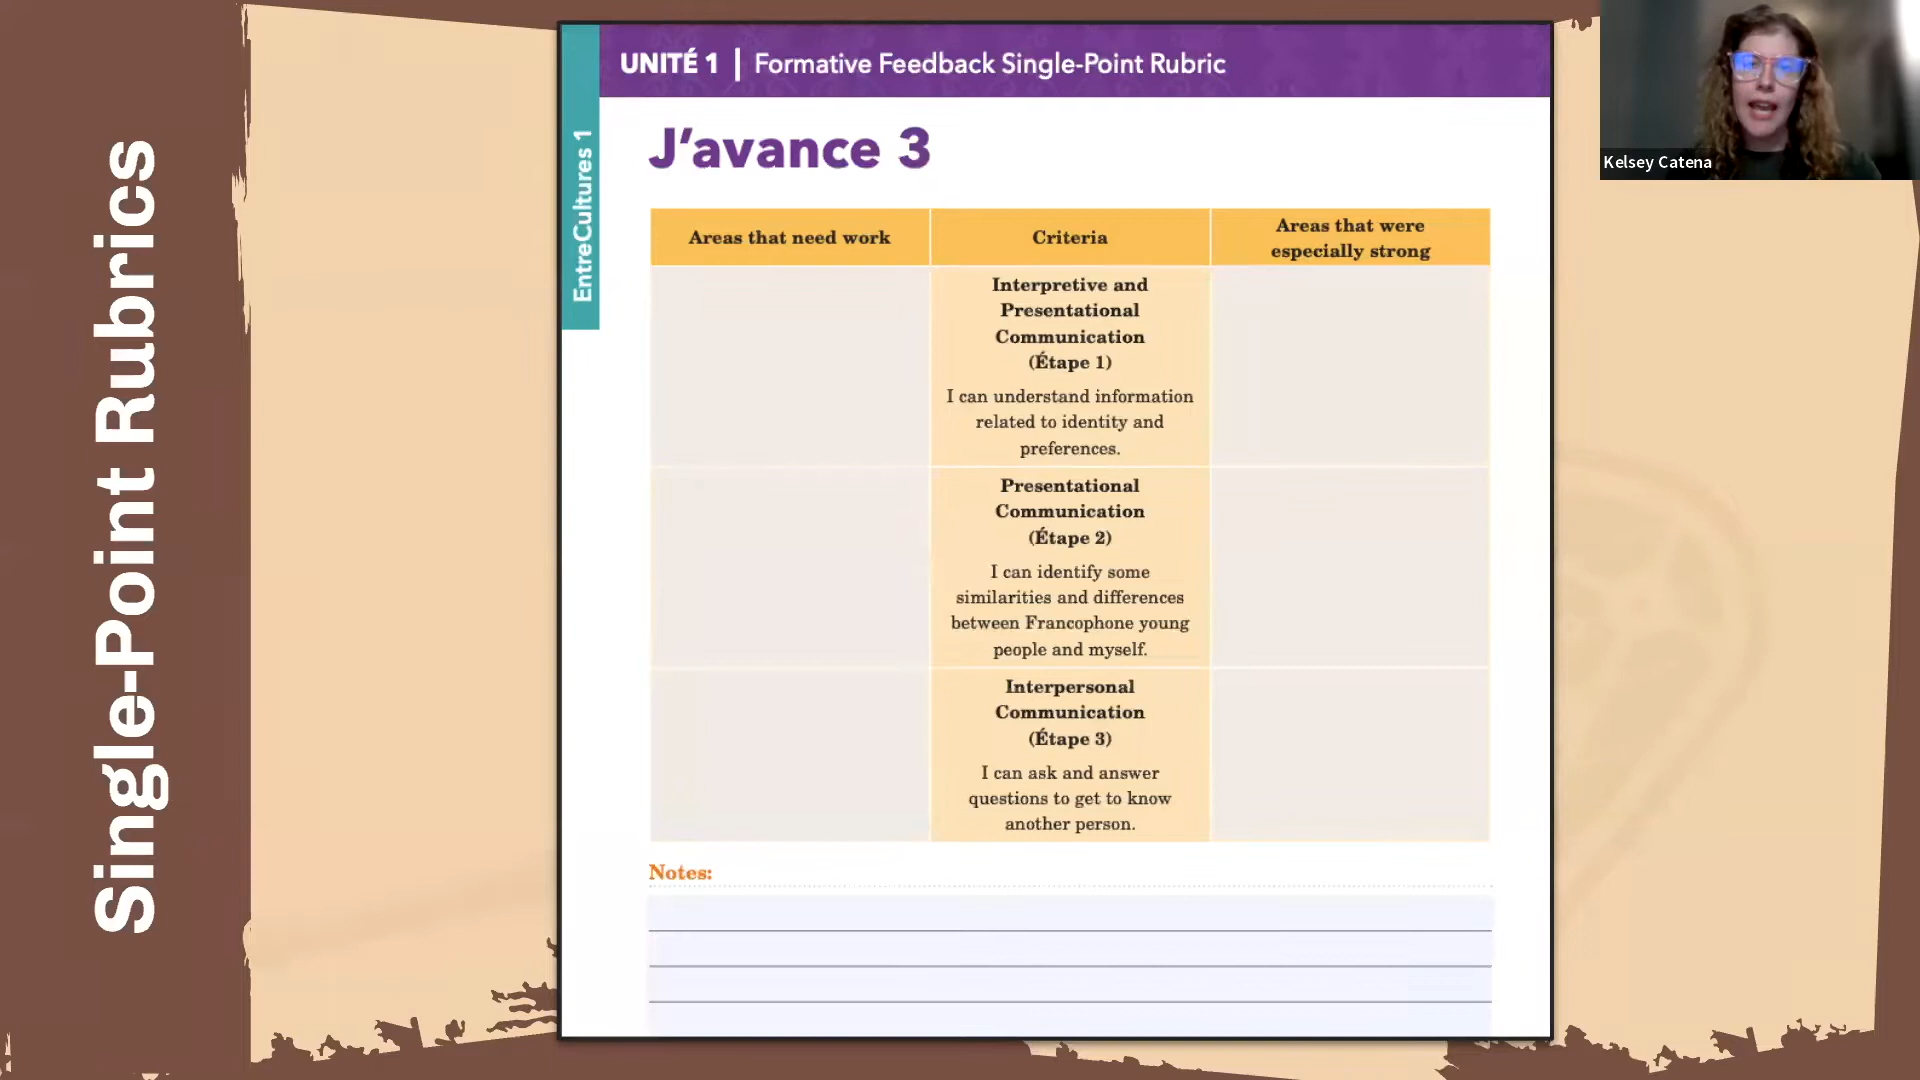 Single-Point Rubrics
EntreCultures 1
UNITÉ 1 | Formative Feedback Single-Point Rubric
J’avance 3
Areas that need work
Criteria
Areas that were
especially strong
Interpretive and
Presentational
Communication
(Étape 1)
I can understand information
related to identity and
preferences.
Presentational
Communication
(Étape 2)
I can identify some
similarities and differences
between Francophone young
people and myself.
Interpersonal
Communication
(Étape 3)
I can ask and answer
questions to get to know
another person.
Notes:
Kelsey Catena